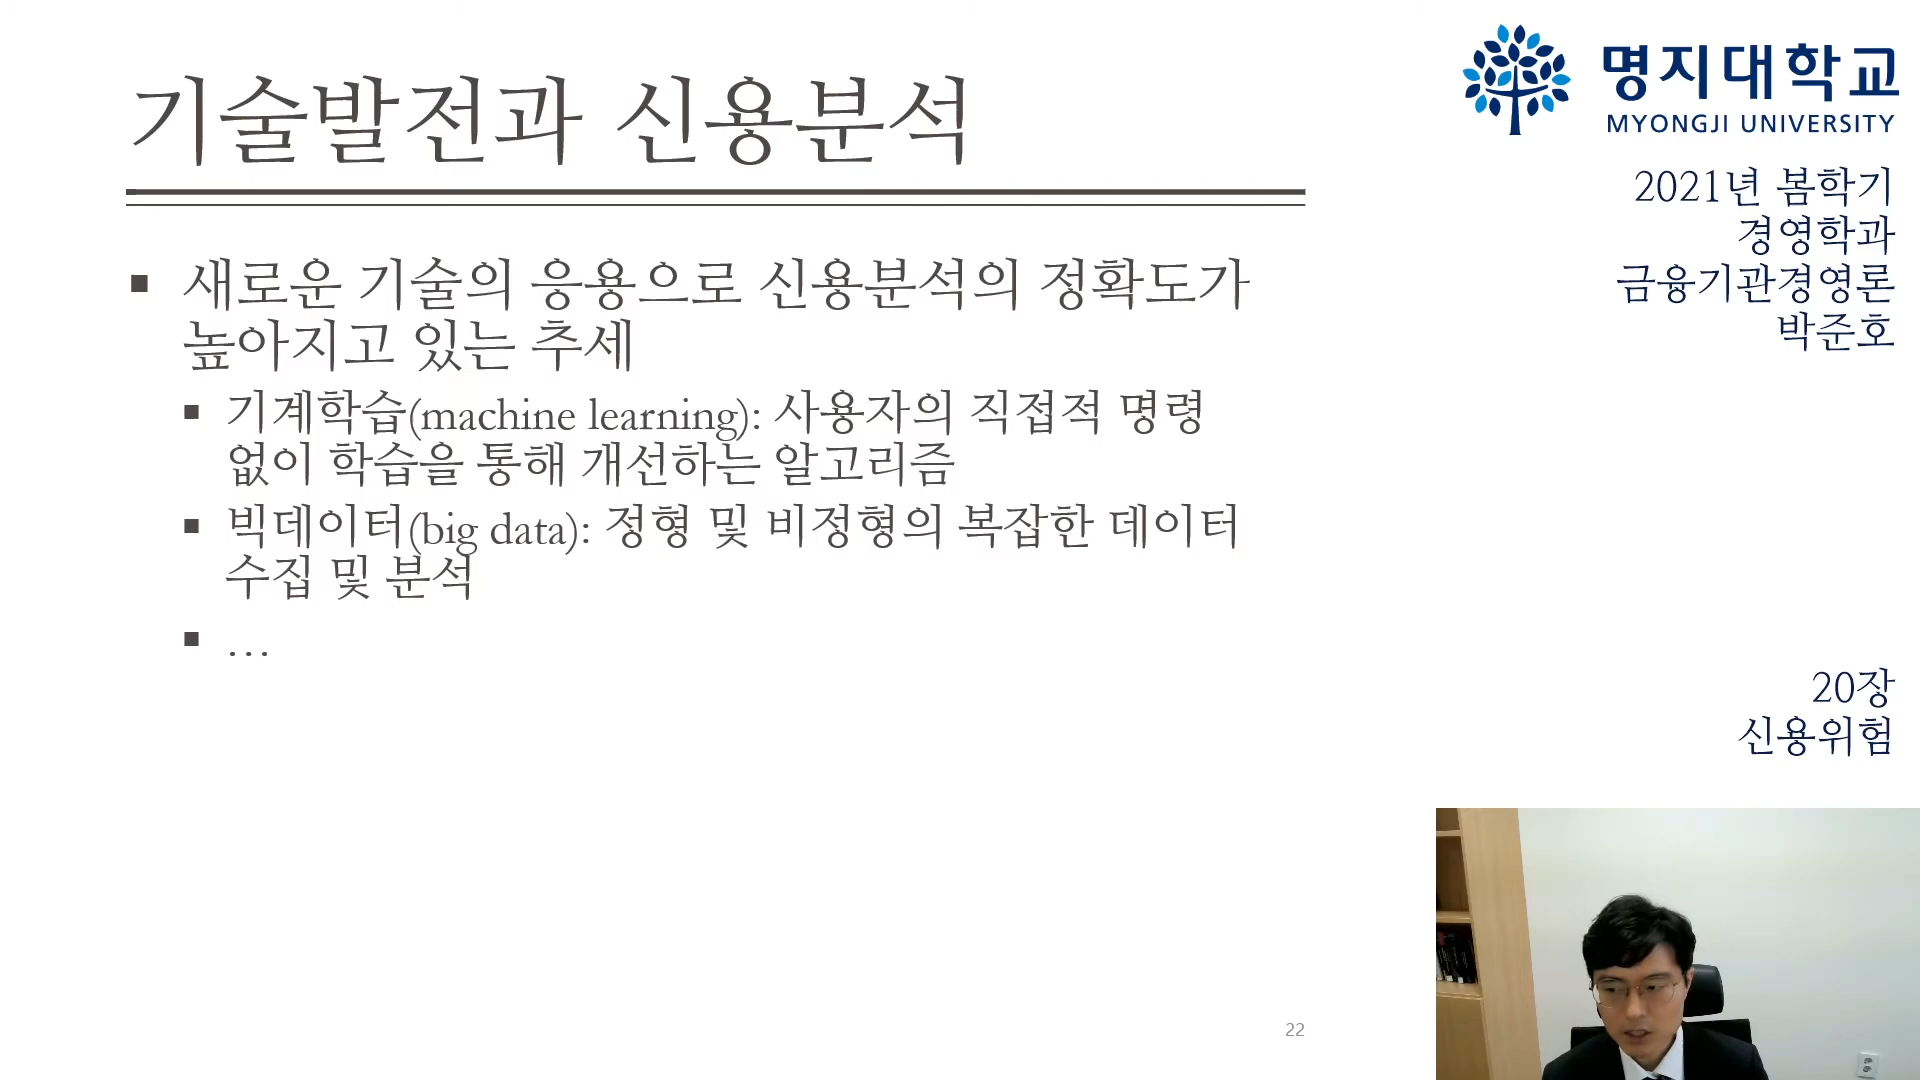 기술발전과 신용분석
새로운 기술의 응용으로 신용분석의 정확도가
높아지고 있는 추세
기계학습(machine learning): 사용자의 직접적 명령
없이 학습을 통해 개선하는 알고리즘
빅데이터(big data): 정형 및 비정형의 복잡한 데이터
수집 및 분석
…
22
명지대학교
MYONGJI UNIVERSITY
2021년 봄학기
경영학과
금융기관경영론
박준호
20장
신용위험